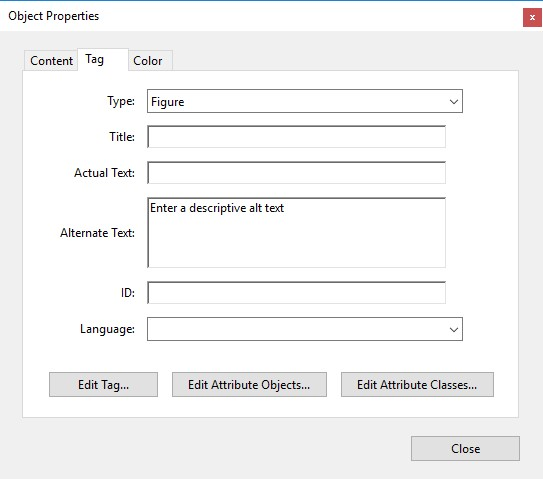 Object Properties
x
Content Tag Color
Type: Figure
Title:
Actual Text:
Enter a descriptive alt text
Alternate Text:
ID:
Language:
Edit Tag... Edit Attribute Objects... Edit Attribute Classes...
Close